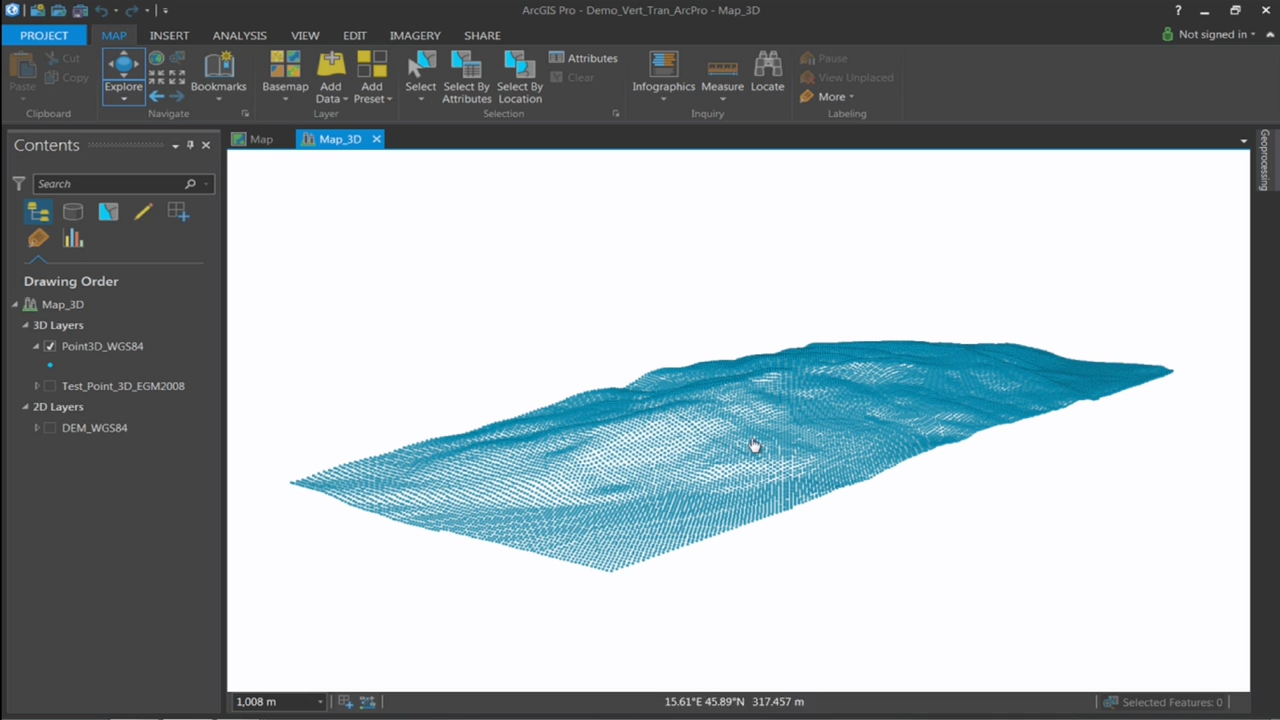 ArcGIS Pro - Demo_Vert_Tran_ArcPro - Map_3D
?
PROJECT MAP INSERT ANALYSIS VIEW EDIT IMAGERY SHARE
Not signed in
Paste
Cut
Copy
Clipboard
Explore
Bookmarks
Navigate
Basemap
Add Data
Add Preset
Layer
Select
Select By Attributes
Select By Location
Attributes
Clear
Selection
Infographics
Measure
Locate
Inquiry
Pause
View Unplaced
More
Labeling
Contents
Search
Drawing Order
Map_3D
3D Layers
Point3D_WGS84
Test_Point_3D_EGM2008
2D Layers
DEM_WGS84
Map
Map_3D
Geoprocessing
1,008 m
15.61°E 45.89°N 317.457 m
Selected Features: 0